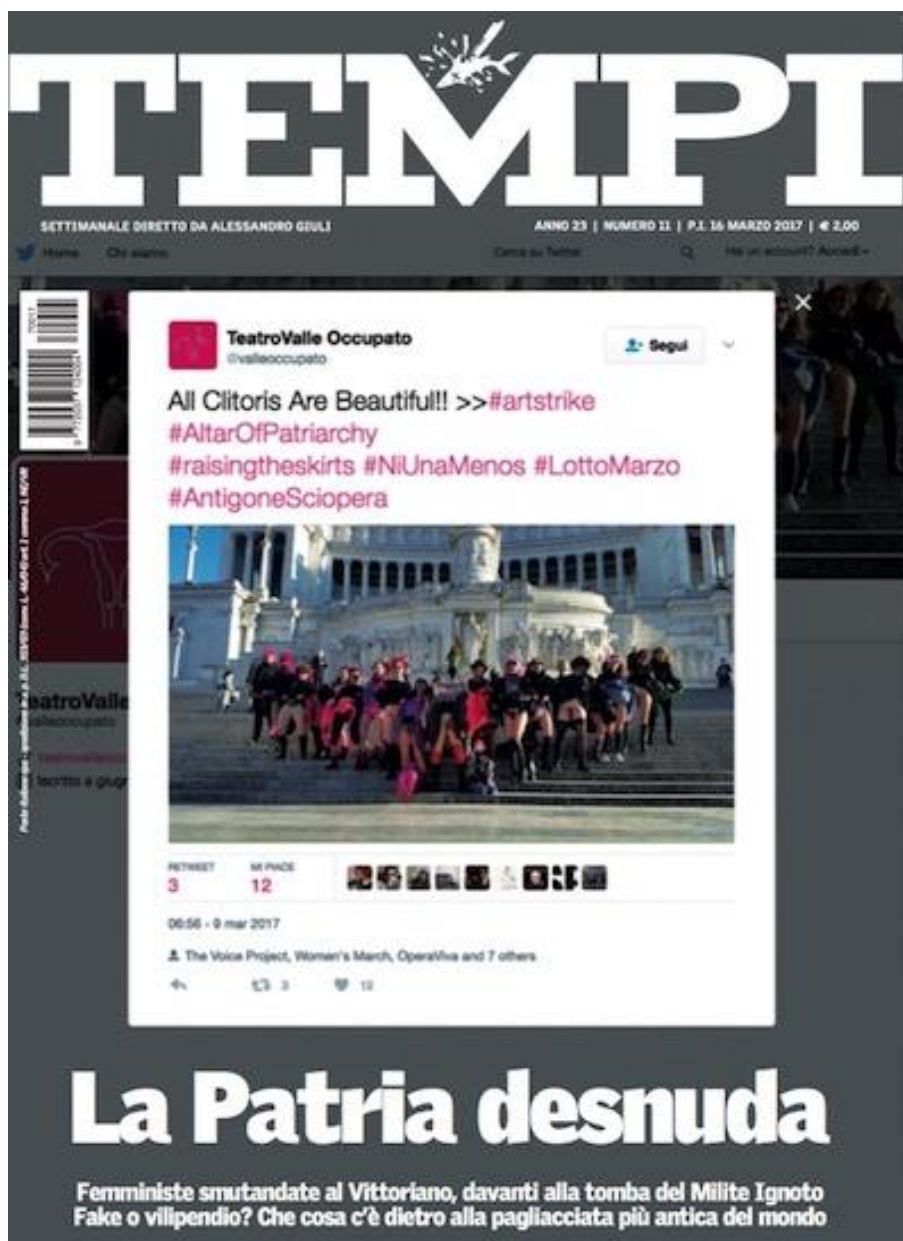 TEMPI
SETTIMANALE DIRETTO DA ALESSANDRO GIULI
ANNO 23 | NUMERO 11 | P.I. 16 MARZO 2017 | € 2,00
Home Chi siamo
Cerca su Twitter
Hai un account? Accedi
TeatroValle Occupato
@valleoccupato
Segui
All Clitoris Are Beautiful!! >>#artstrike
#AltarOfPatriarchy
#raisingtheskirts #NiUnaMenos #LottoMarzo
#AntigoneSciopera
RETWEET
3
MI PIACE
12
06:56 - 9 mar 2017
The Voice Project, Women's March, OperaViva and 7 others
3
12
eatroValle
valleoccupato
Iscritto a giugn
La Patria desnuda
Femministe smutandate al Vittoriano, davanti alla tomba del Milite Ignoto
Fake o vilipendio? Che cosa c'è dietro alla pagliacciata più antica del mondo